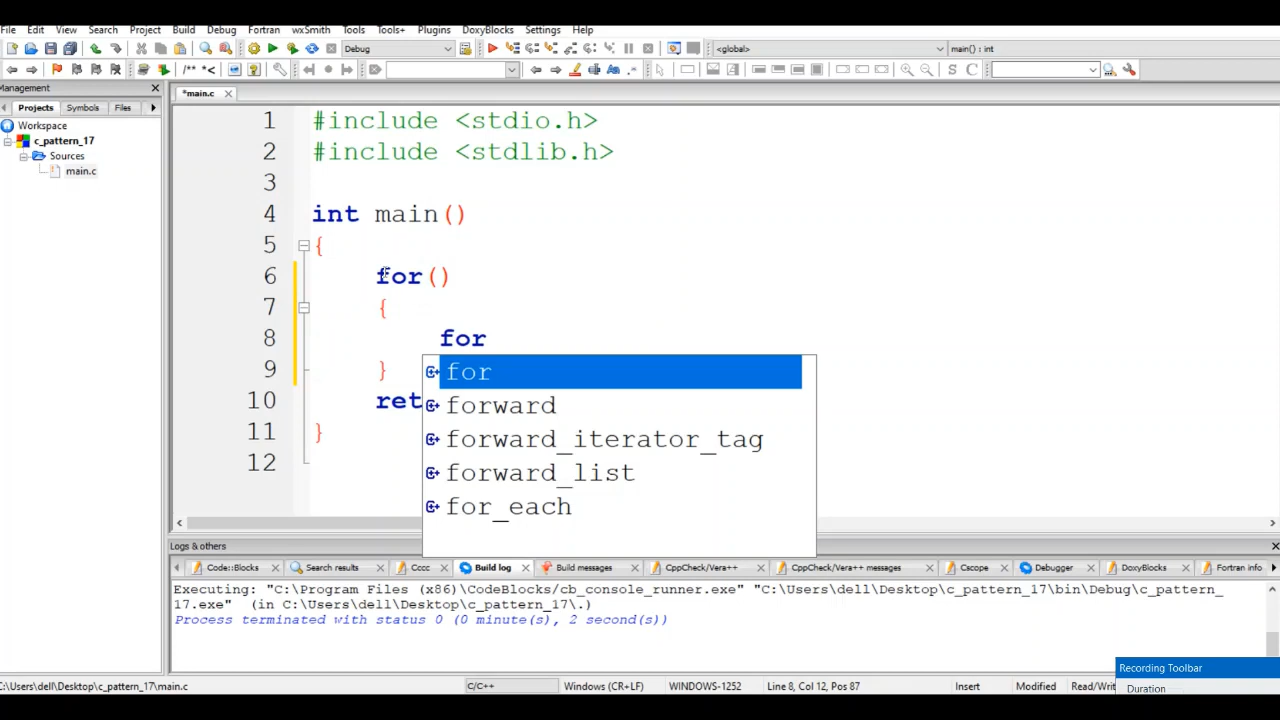 File Edit View Search Project Build Debug Fortran wxSmith Tools Tools+ Plugins DoxyBlocks Settings Help
Debug <global> main() : int
/** *<
Management
Projects Symbols Files
Workspace
c_pattern_17
Sources
main.c
*main.c
1 #include <stdio.h>
2 #include <stdlib.h>
3
4 int main()
5 {
6 for()
7 {
8 for
9 }
10 ret
11 }
12
for
forward
forward_iterator_tag
forward_list
for_each
Logs & others
Code::Blocks Search results Cccc Build log Build messages CppCheck/Vera++ CppCheck/Vera++ messages Cscope Debugger DoxyBlocks Fortran info
Executing: "C:\Program Files (x86)\CodeBlocks/cb_console_runner.exe" "C:\Users\dell\Desktop\c_pattern_17\bin\Debug\c_pattern_
17.exe" (in C:\Users\dell\Desktop\c_pattern_17\.)
Process terminated with status 0 (0 minute(s), 2 second(s))
Recording Toolbar
Duration
C:\Users\dell\Desktop\c_pattern_17\main.c C/C++ Windows (CR+LF) WINDOWS-1252 Line 8, Col 12, Pos 87 Insert Modified Read/Writ